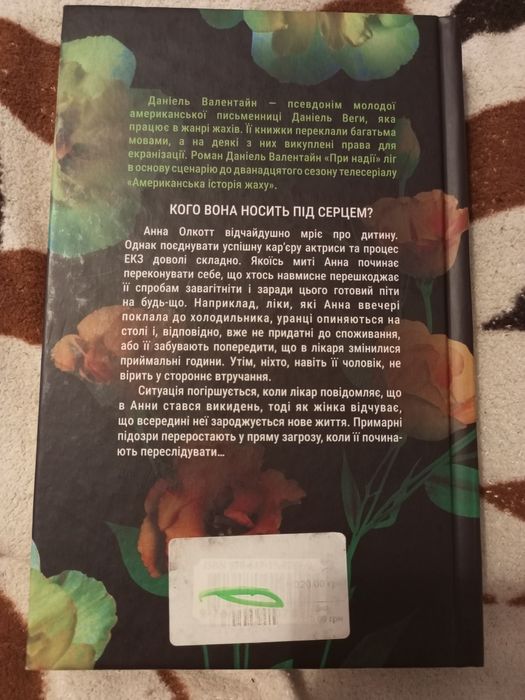 Даніель Валентайн — псевдонім молодої
американської письменниці Даніель Веги, яка
працює в жанрі жахів. Її книжки переклали багатьма
мовами, а на деякі з них викуплені права для
екранізації. Роман Даніель Валентайн «При надії» ліг
в основу сценарію до дванадцятого сезону телесеріалу
«Американська історія жаху».
КОГО ВОНА НОСИТЬ ПІД СЕРЦЕМ?
Анна Олкотт відчайдушно мріє про дитину.
Однак поєднувати успішну кар’єру актриси та процес
ЕКЗ доволі складно. Якоїсь миті Анна починає
переконувати себе, що хтось навмисне перешкоджає
її спробам завагітніти і заради цього готовий піти
на будь-що. Наприклад, ліки, які Анна ввечері
поклала до холодильника, уранці опиняються на
столі і, відповідно, вже не придатні до споживання,
або її забувають попередити, що в лікаря змінилися
приймальні години. Утім, ніхто, навіть її чоловік, не
вірить у стороннє втручання.
Ситуація погіршується, коли лікар повідомляє, що
в Анни стався викидень, тоді як жінка відчуває,
що всередині неї зароджується нове життя. Примарні
підозри переростають у пряму загрозу, коли її почина-
ють переслідувати...
ISBN
грн